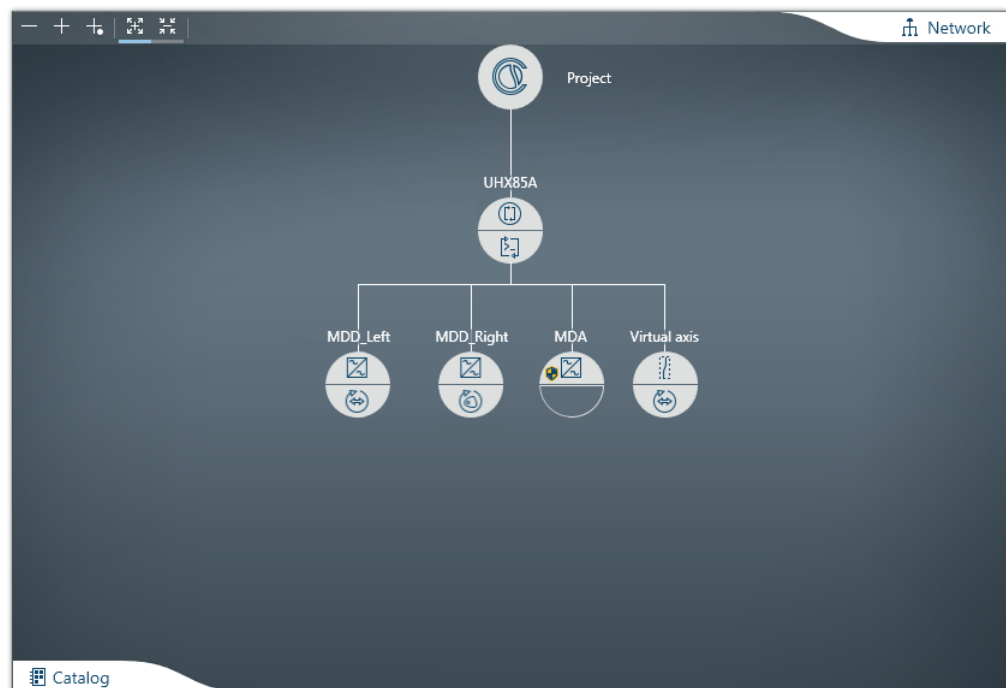 Network
Project
UHX85A
MDD_Left
MDD_Right
MDA
Virtual axis
Catalog